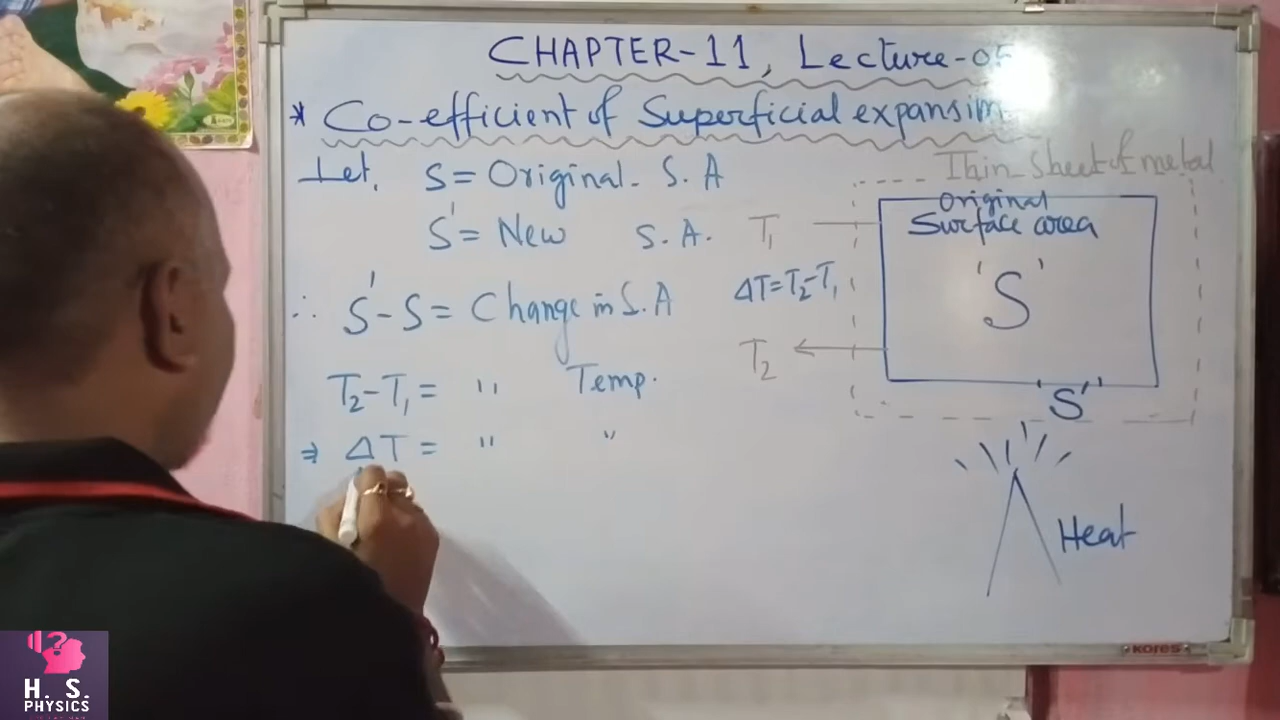 CHAPTER-11, Lecture-05
* Co-efficient of Superficial expansion
Let, S = Original S.A
S' = New S.A.
∴ S'-S = Change in S.A
T₂-T₁ = " Temp.
⇒ ΔT = " "
Thin sheet of metal
Original
Surface area
'S'
T₁
ΔT=T₂-T₁
T₂
'S''
Heat
KORES
H. S.
PHYSICS